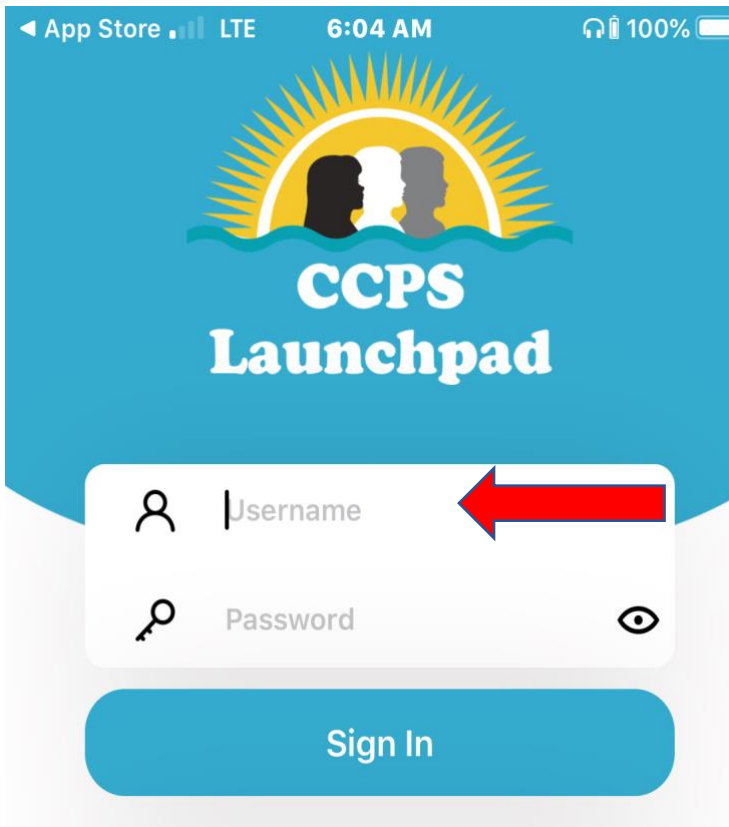 App Store LTE 6:04 AM 100%
CCPS
Launchpad
Username
Password
Sign In